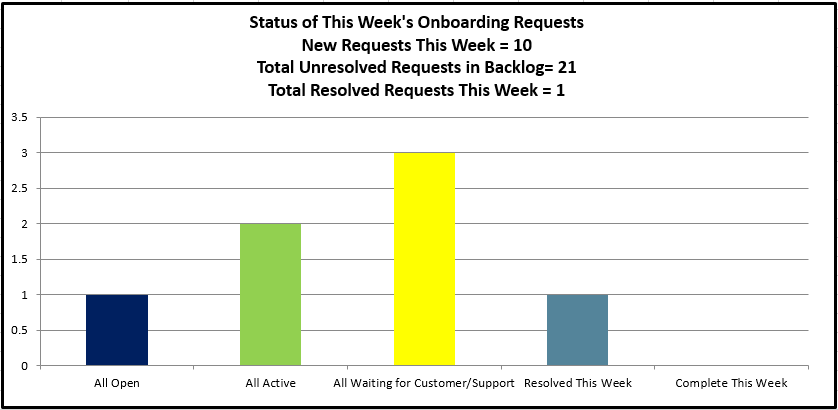 Status of This Week's Onboarding Requests
New Requests This Week = 10
Total Unresolved Requests in Backlog= 21
Total Resolved Requests This Week = 1
3.5
3
2.5
2
1.5
1
0.5
0
All Open
All Active
All Waiting for Customer/Support
Resolved This Week
Complete This Week